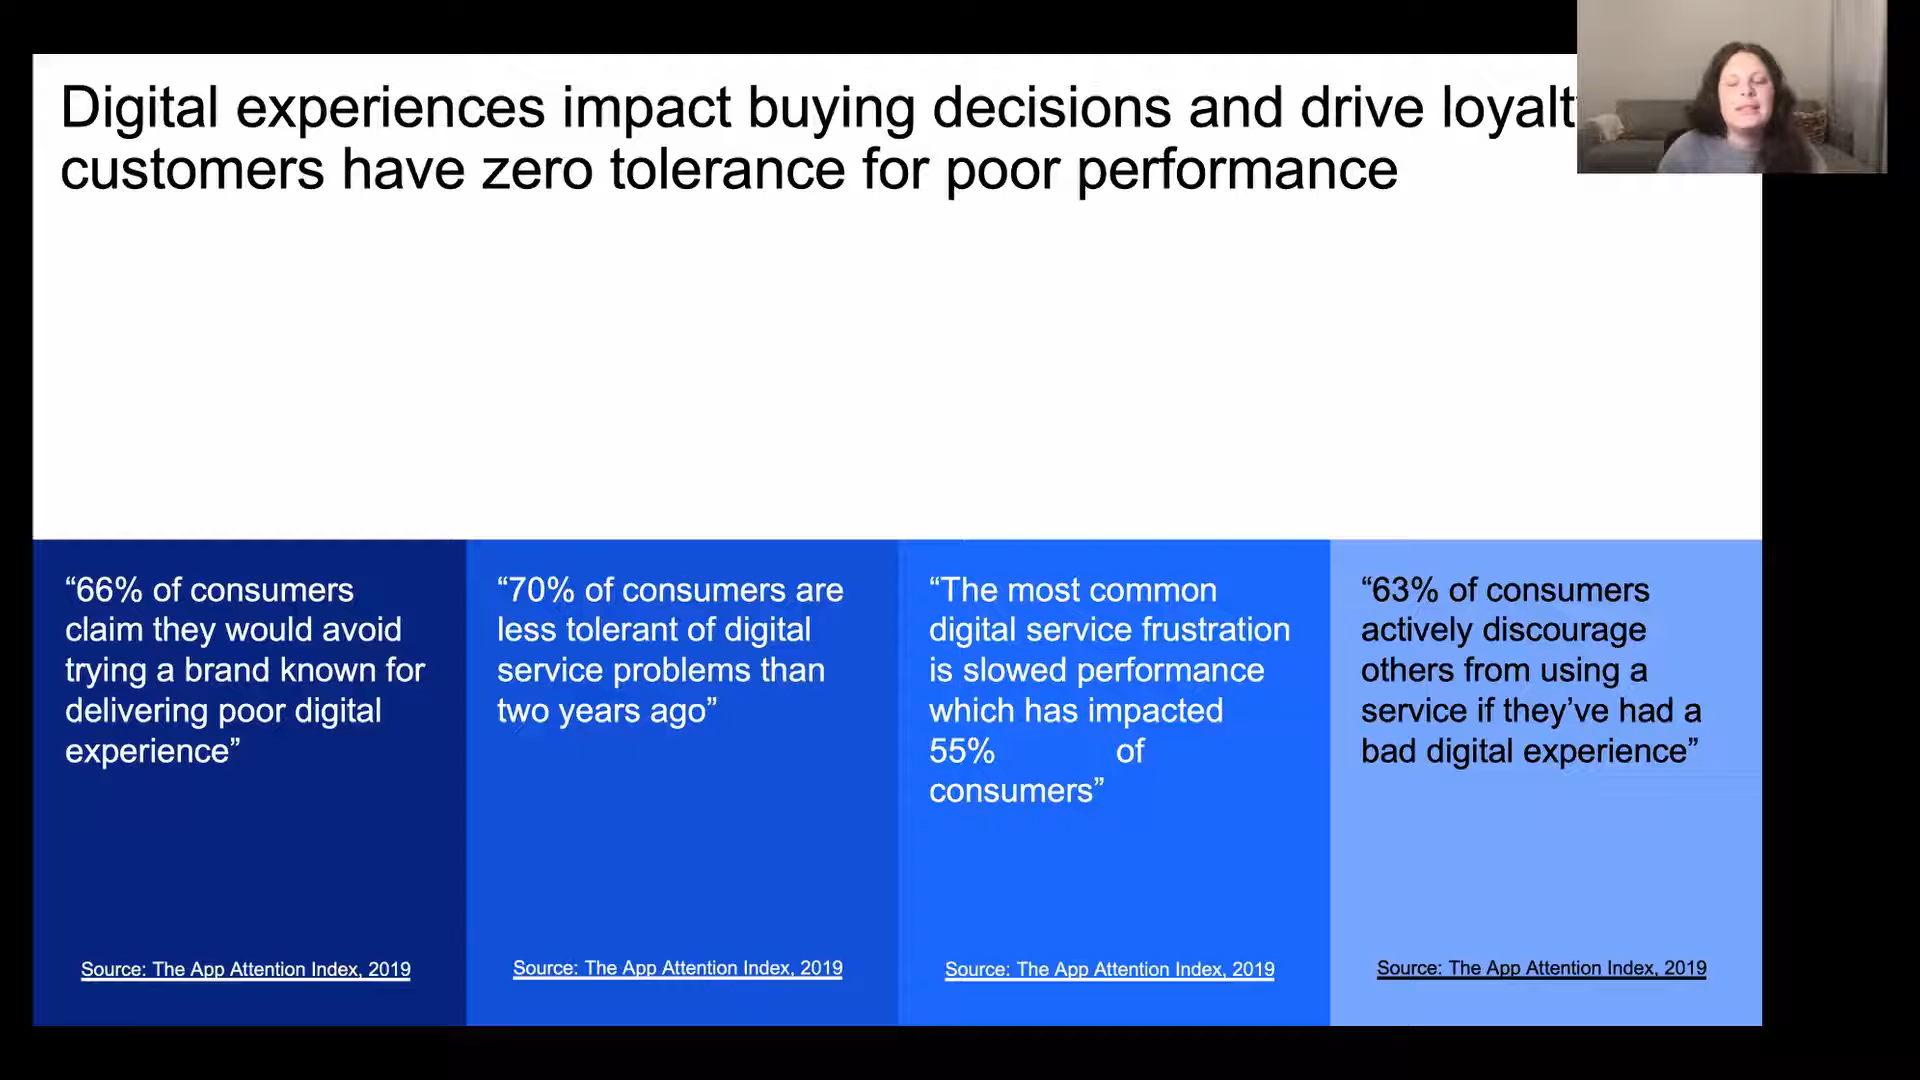 Digital experiences impact buying decisions and drive
customers have zero tolerance for poor performance
“66% of consumers
claim they would avoid
trying a brand known for
delivering poor digital
experience”
Source: The App Attention Index, 2019
“70% of consumers are
less tolerant of digital
service problems than
two years ago”
Source: The App Attention Index, 2019
“The most common
digital service frustration
is slowed performance
which has impacted
55% of
consumers”
Source: The App Attention Index, 2019
“63% of consumers
actively discourage
others from using a
service if they’ve had a
bad digital experience”
Source: The App Attention Index, 2019